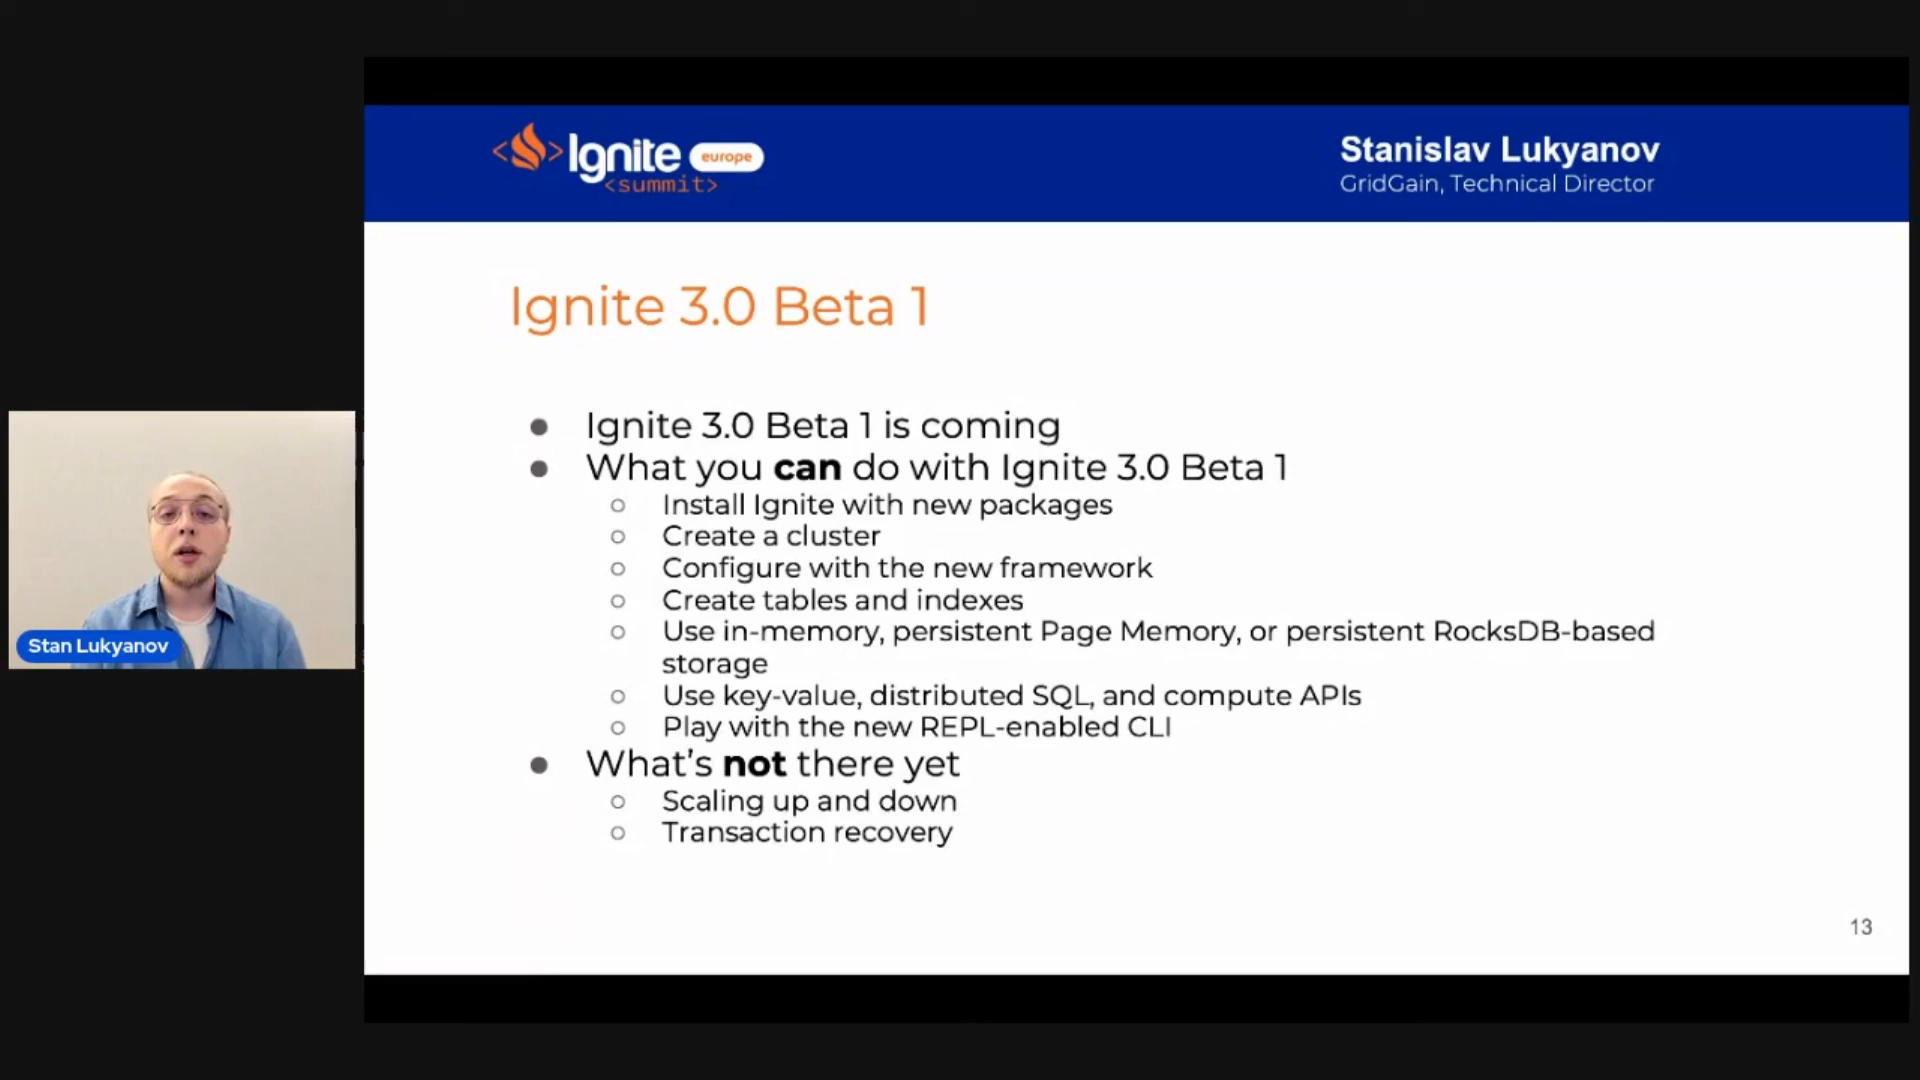 <Ignite europe
<summit>
Stanislav Lukyanov
GridGain, Technical Director
Ignite 3.0 Beta 1
● Ignite 3.0 Beta 1 is coming
● What you can do with Ignite 3.0 Beta 1
○ Install Ignite with new packages
○ Create a cluster
○ Configure with the new framework
○ Create tables and indexes
○ Use in-memory, persistent Page Memory, or persistent RocksDB-based
storage
○ Use key-value, distributed SQL, and compute APIs
○ Play with the new REPL-enabled CLI
● What's not there yet
○ Scaling up and down
○ Transaction recovery
13
Stan Lukyanov